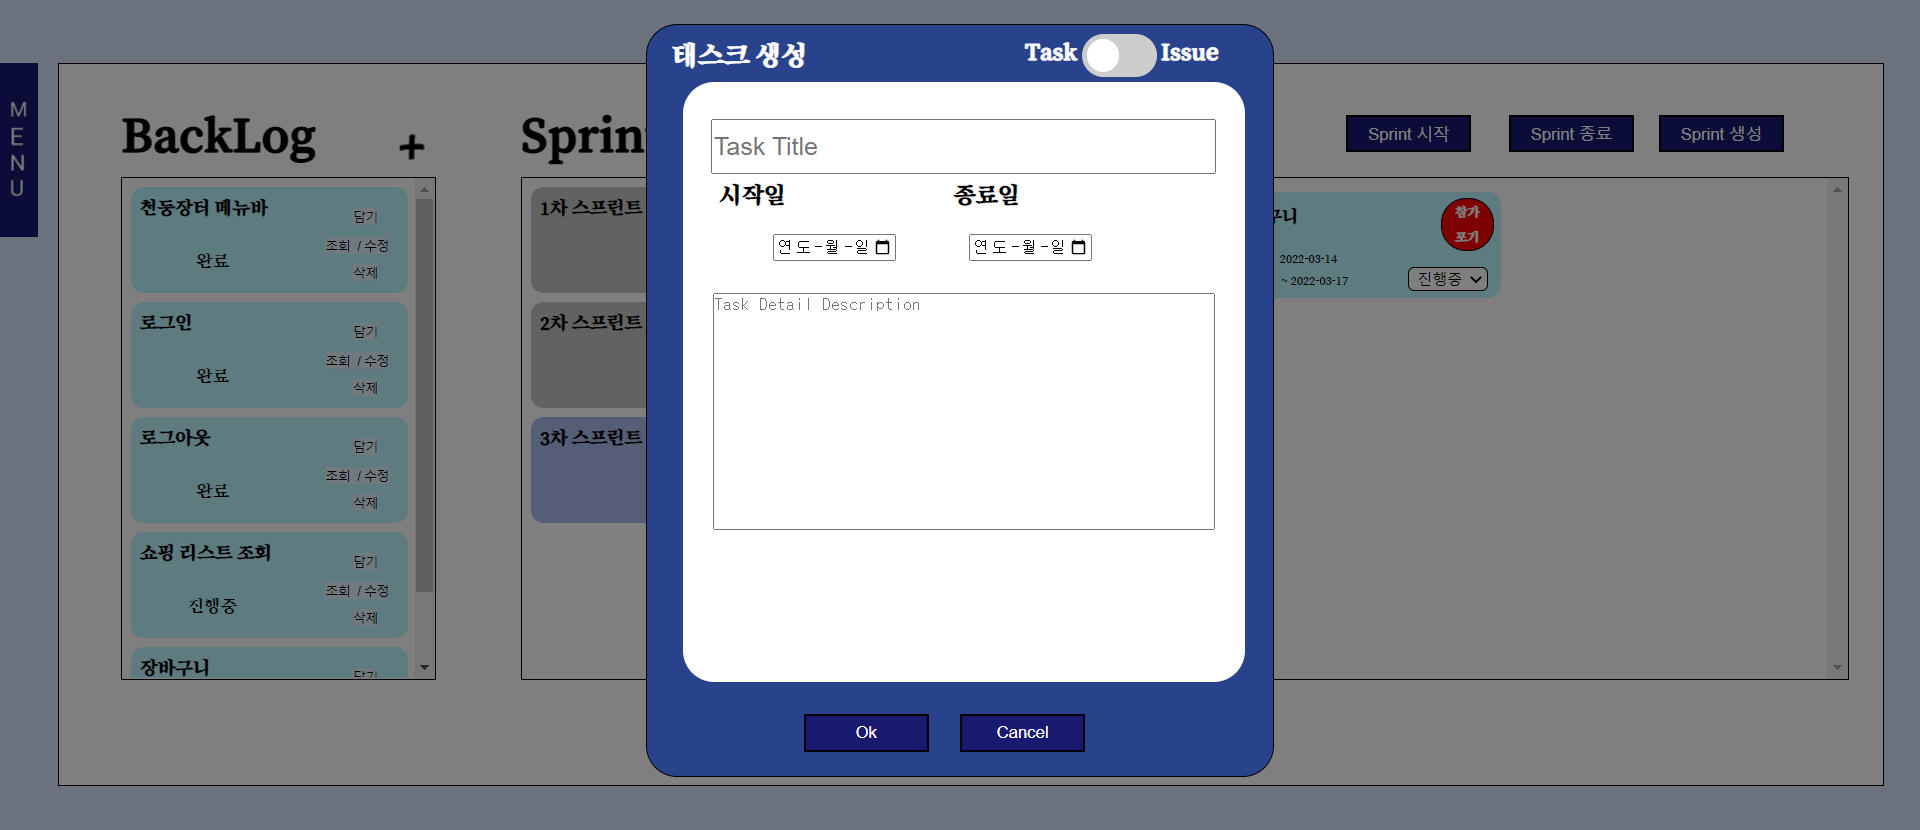 태스크 생성
Task
Issue
Task Title
시작일
종료일
연도-월-일
연도-월-일
Task Detail Description
Ok
Cancel
M
E
N
U
BackLog
+
천둥장터 메뉴바
담기
조회 / 수정
완료
삭제
로그인
담기
조회 / 수정
완료
삭제
로그아웃
담기
조회 / 수정
완료
삭제
쇼핑 리스트 조회
담기
조회 / 수정
진행중
삭제
장바구니
담기
Sprin
1차 스프린트
2차 스프린트
3차 스프린트
Sprint 시작
Sprint 종료
Sprint 생성
구니
참가
포기
2022-03-14
~ 2022-03-17
진행중